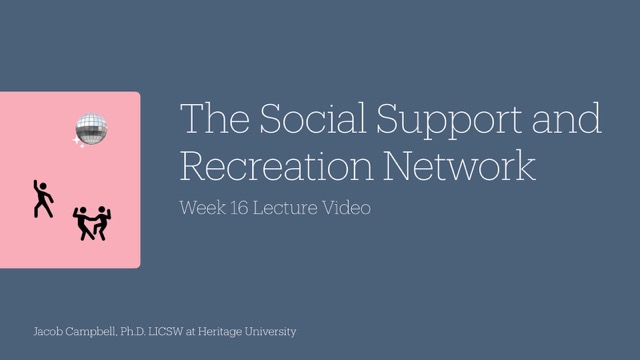 The Social Support and
Recreation Network
Week 16 Lecture Video
Jacob Campbell, Ph.D. LICSW at Heritage University